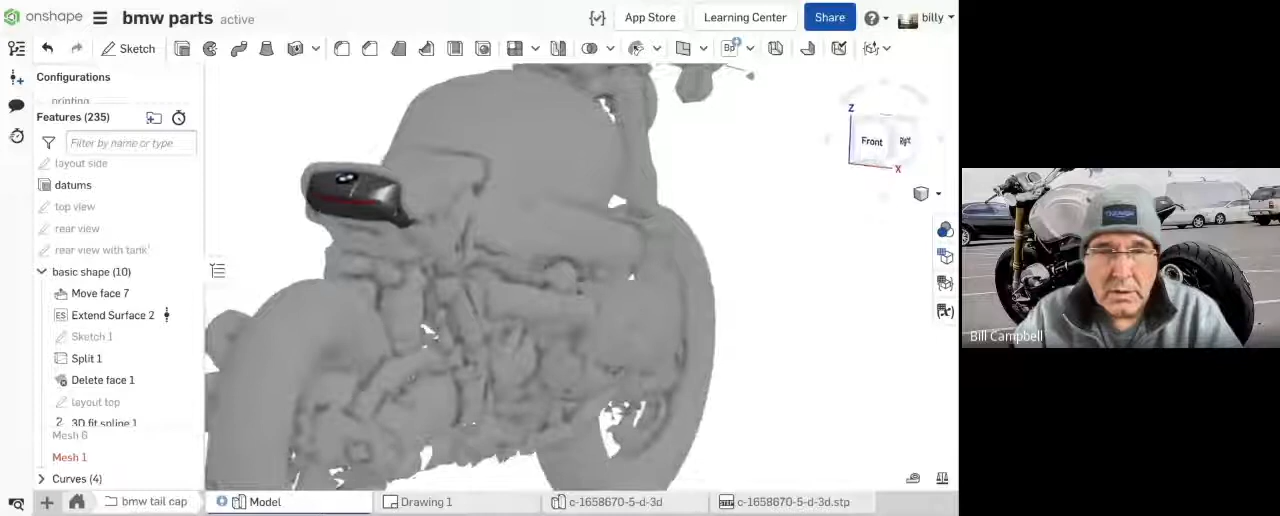 onshape
bmw parts active
App Store
Learning Center
Share
billy
Sketch
Configurations
printing
Features (235)
Filter by name or type
layout side
datums
top view
rear view
rear view with tank'
basic shape (10)
Move face 7
ES Extend Surface 2
Sketch 1
Split 1
Delete face 1
layout top
3D fit spline 1
Mesh 6
Mesh 1
Curves (4)
Z
Front
Right
X
bmw tail cap
Model
Drawing 1
c-1658670-5-d-3d
c-1658670-5-d-3d.stp
Bill Campbell